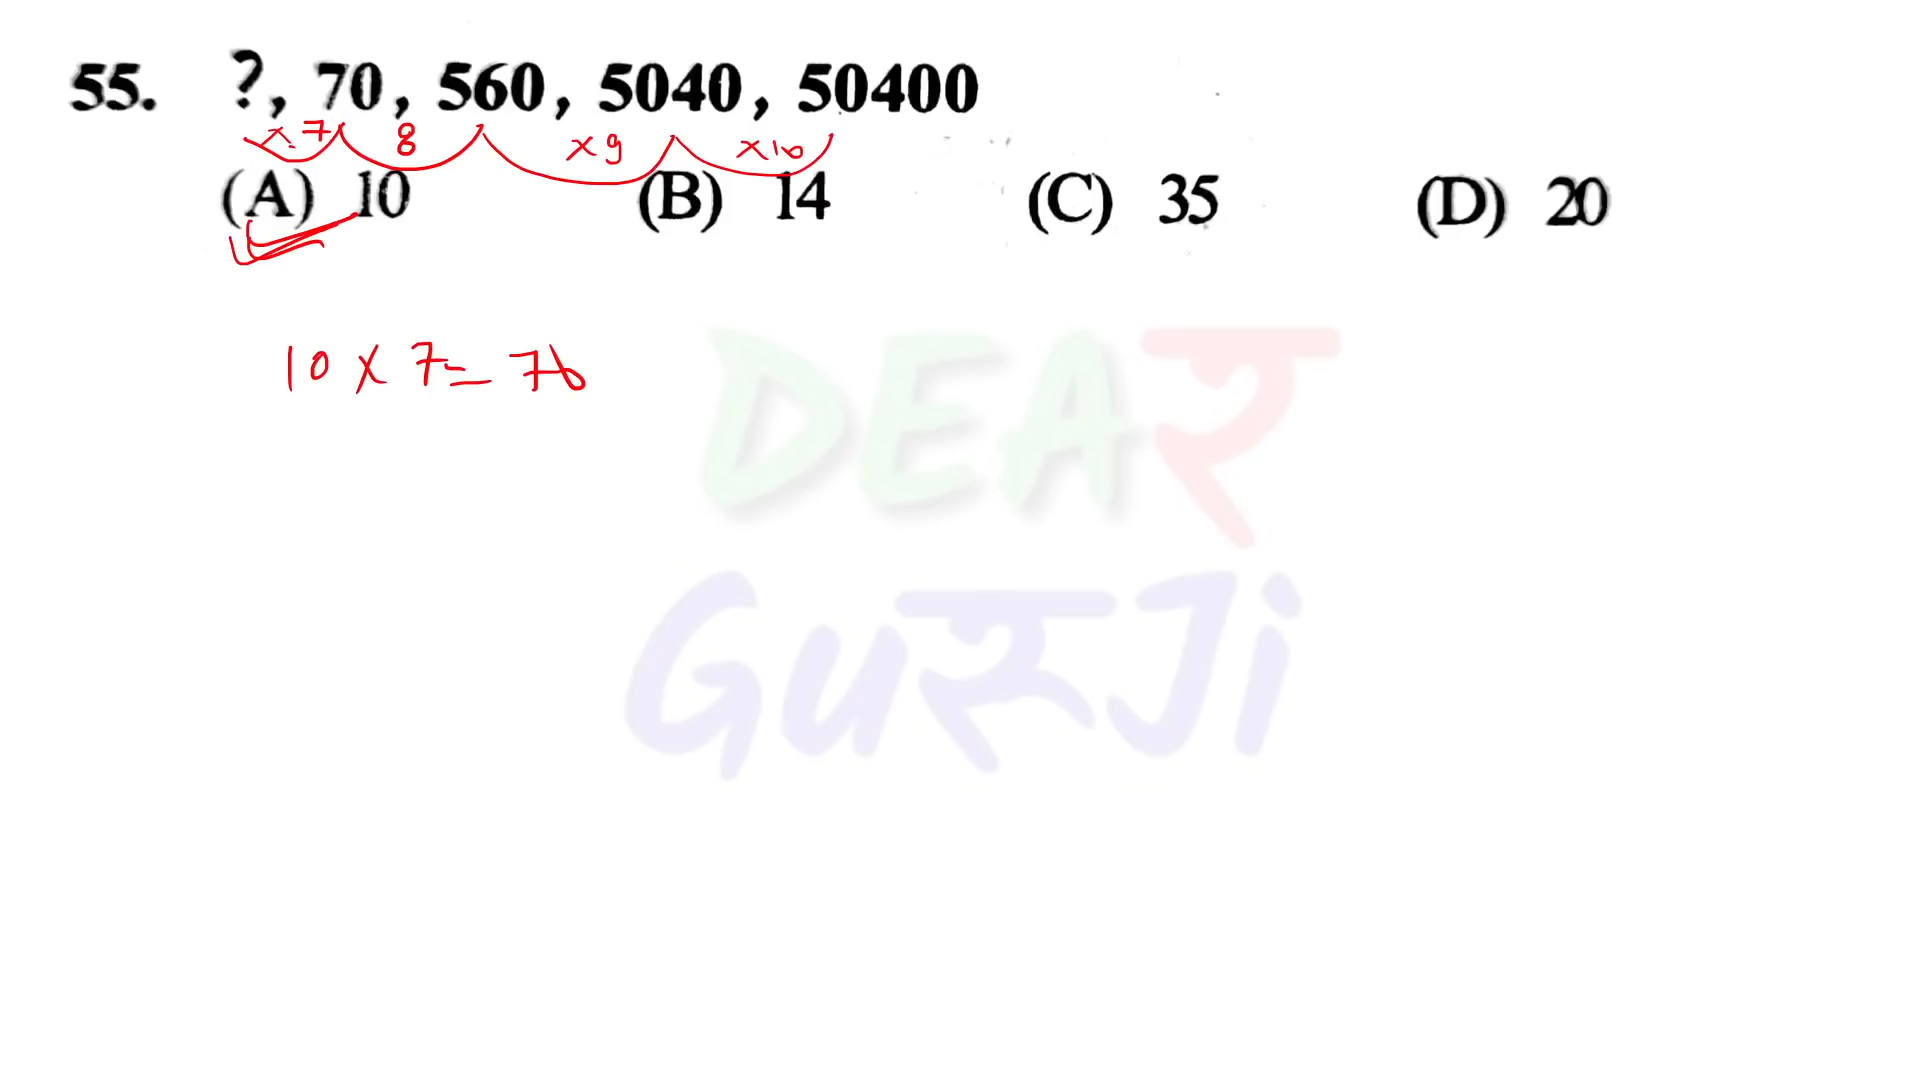 55. ?, 70, 560, 5040, 50400
×7 8 ×9 ×10
(A) 10 (B) 14 (C) 35 (D) 20
10 × 7 = 70
DEAर
GuरूJi